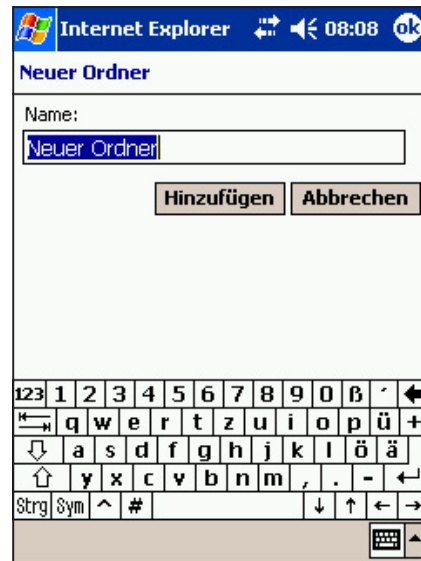 Internet Explorer 08:08 ok
Neuer Ordner
Name:
Neuer Ordner
Hinzufügen Abbrechen
123 1 2 3 4 5 6 7 8 9 0 ß ´
q w e r t z u i o p ü +
a s d f g h j k l ö ä
y x c v b n m , . - 
Strg Sym ^ # ↓ ↑ ← →